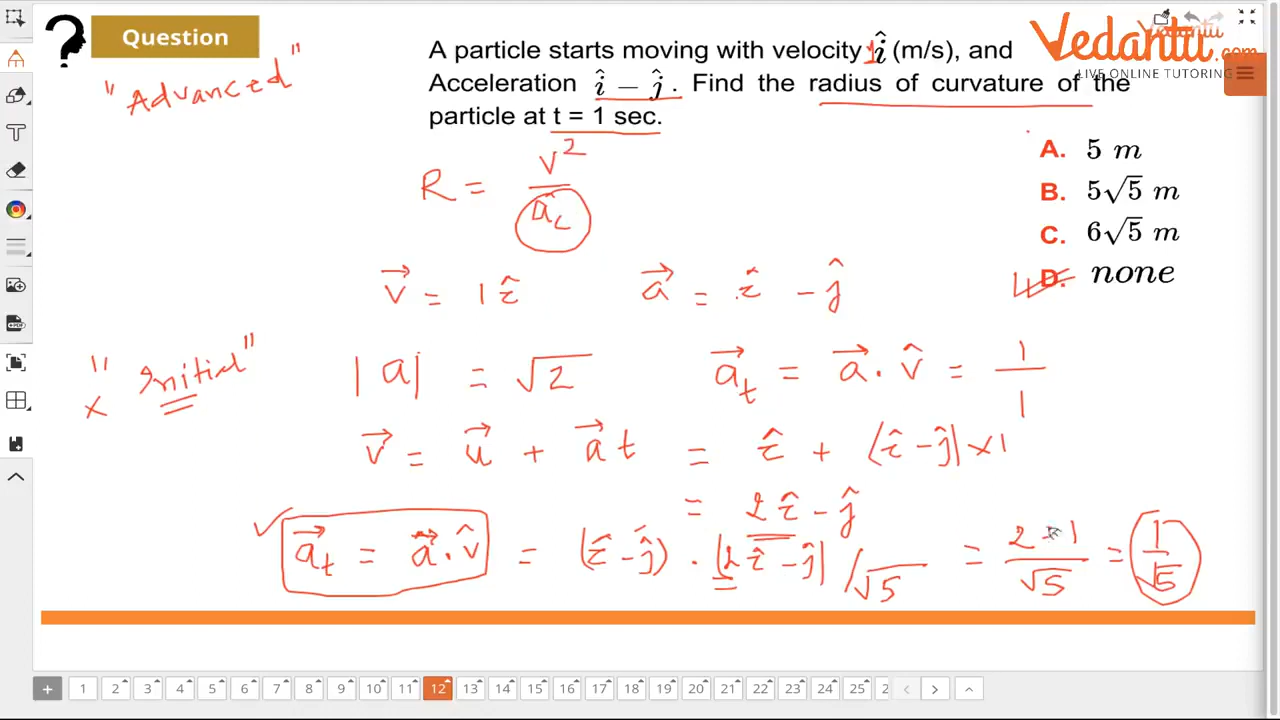 Question
"Advanced"
Vedantu
LIVE ONLINE TUTORING
A particle starts moving with velocity 1 î (m/s), and
Acceleration î − ĵ . Find the radius of curvature of the
particle at t = 1 sec.
A. 5 m
B. 5√5 m
C. 6√5 m
D. none
R = v² / a_c
v⃗ = 1 î a⃗ = î − ĵ
"Initial"
×
|a| = √2 a⃗_t = a⃗ . v̂ = 1/1
v⃗ = u⃗ + a⃗ t = î + (î − ĵ) × 1
= 2î − ĵ
a⃗_t = a⃗ . v̂ = (î − ĵ) . (2î − ĵ) / √5 = 2+1/√5 = 1/√5
1 2 3 4 5 6 7 8 9 10 11 12 13 14 15 16 17 18 19 20 21 22 23 24 25